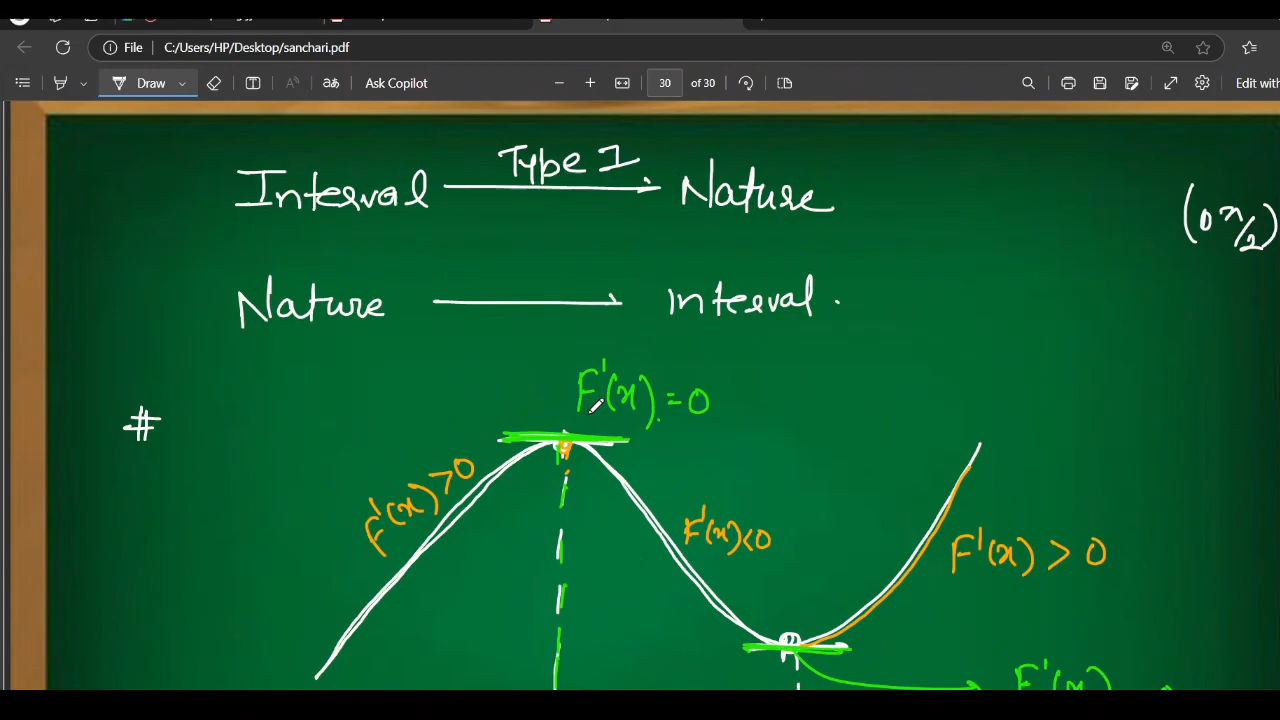 File C:/Users/HP/Desktop/sanchari.pdf
Draw Ask Copilot 30 of 30 Edit with
Interval Type 1. Nature
(0 π/2)
Nature interval.
F'(x) = 0
#
F'(x) > 0
F'(x) < 0
F'(x) > 0